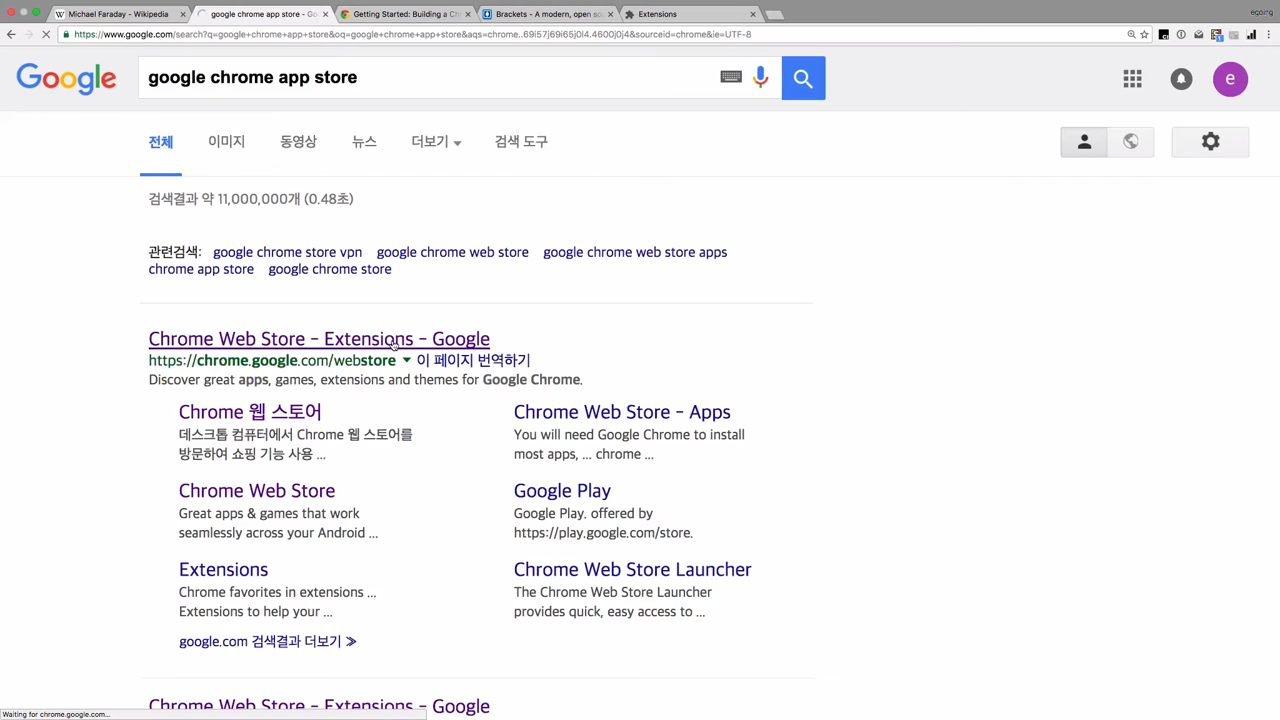 Michael Faraday - Wikipedia
google chrome app store - Go
Getting Started: Building a Ch
Brackets - A modern, open so
Extensions
egoing
https://www.google.com/search?q=google+chrome+app+store&oq=google+chrome+app+store&aqs=chrome..69i57j69i65j0l4.4600j0j4&sourceid=chrome&ie=UTF-8
Google
google chrome app store
e
전체
이미지
동영상
뉴스
더보기
검색 도구
검색결과 약 11,000,000개 (0.48초)
관련검색: google chrome store vpn google chrome web store google chrome web store apps
chrome app store google chrome store
Chrome Web Store - Extensions - Google
https://chrome.google.com/webstore 이 페이지 번역하기
Discover great apps, games, extensions and themes for Google Chrome.
Chrome 웹 스토어
데스크톱 컴퓨터에서 Chrome 웹 스토어를
방문하여 쇼핑 기능 사용 ...
Chrome Web Store - Apps
You will need Google Chrome to install
most apps, ... chrome ...
Chrome Web Store
Great apps & games that work
seamlessly across your Android ...
Google Play
Google Play. offered by
https://play.google.com/store.
Extensions
Chrome favorites in extensions ...
Extensions to help your ...
Chrome Web Store Launcher
The Chrome Web Store Launcher
provides quick, easy access to ...
google.com 검색결과 더보기 ≫
Chrome Web Store - Extensions - Google
Waiting for chrome.google.com...